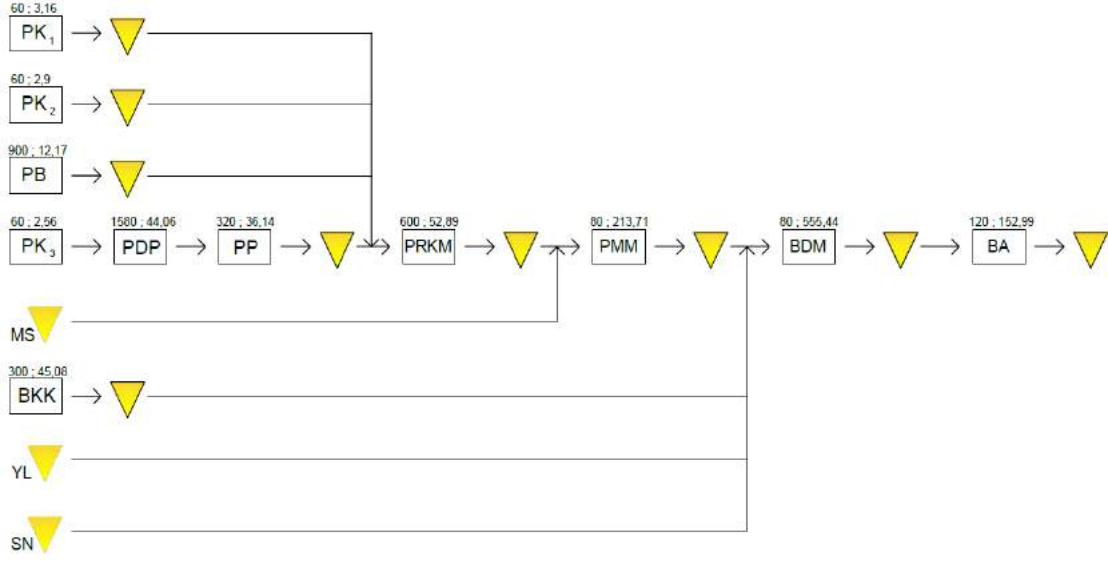 60 ; 3,16
PK1
60 ; 2,9
PK2
900 ; 12,17
PB
60 ; 2,56
PK3
1580 ; 44,06
PDP
320 ; 36,14
PP
600 ; 52,89
PRKM
80 ; 213,71
PMM
80 ; 555,44
BDM
120 ; 152,99
BA
MS
300 ; 45,08
BKK
YL
SN